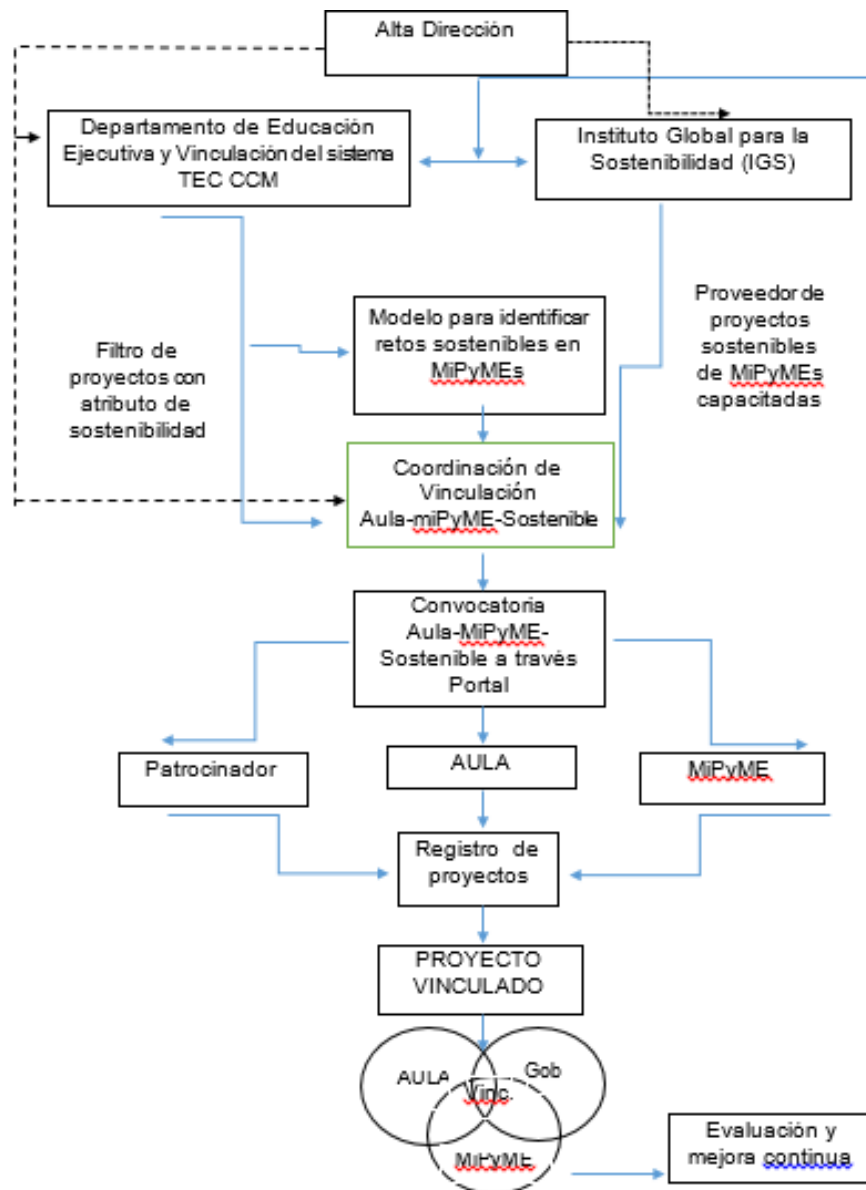 Alta Dirección
Departamento de Educación
Ejecutiva y Vinculación del sistema
TEC CCM
Instituto Global para la
Sostenibilidad (IGS)
Modelo para identificar
retos sostenibles en
MiPyMEs
Filtro de
proyectos con
atributo de
sostenibilidad
Proveedor de
proyectos
sostenibles
de MiPyMEs
capacitadas
Coordinación de
Vinculación
Aula-miPyME-Sostenible
Convocatoria
Aula-MiPyME-
Sostenible a través
Portal
Patrocinador
AULA
MiPyME
Registro de
proyectos
PROYECTO
VINCULADO
AULA
Gob
Vinc.
MiPyME
Evaluación y
mejora continua